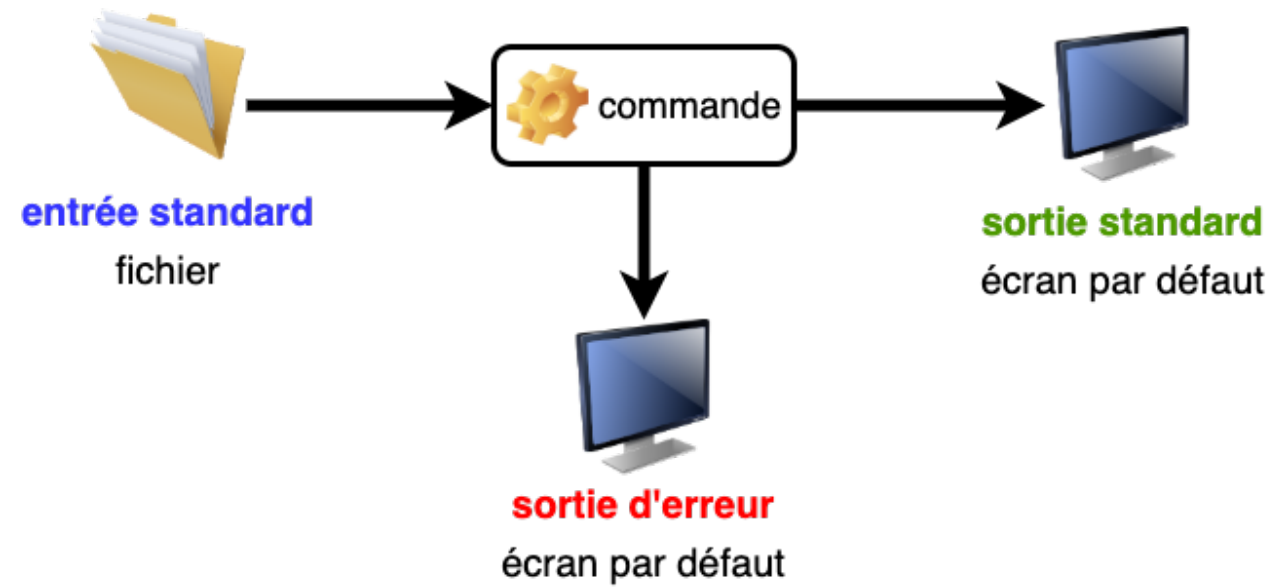 commande
entrée standard
fichier
sortie standard
écran par défaut
sortie d'erreur
écran par défaut